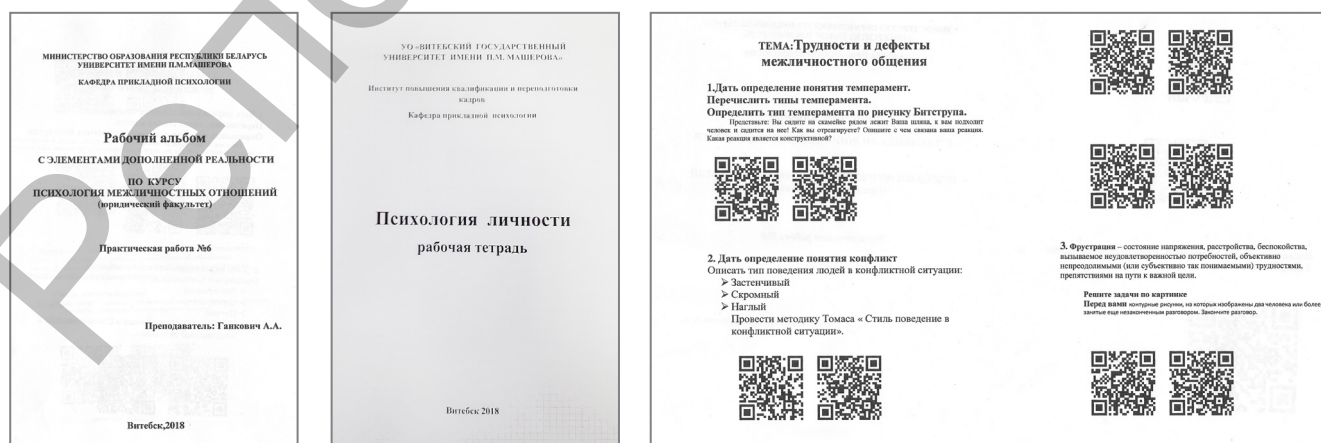 МИНИСТЕРСТВО ОБРАЗОВАНИЯ РЕСПУБЛИКИ БЕЛАРУСЬ
УНИВЕРСИТЕТ ИМЕНИ П.М.МАШЕРОВА
КАФЕДРА ПРИКЛАДНОЙ ПСИХОЛОГИИ
Рабочий альбом
С ЭЛЕМЕНТАМИ ДОПОЛНЕННОЙ РЕАЛЬНОСТИ
ПО КУРСУ
ПСИХОЛОГИЯ МЕЖЛИЧНОСТНЫХ ОТНОШЕНИЙ
(юридический факультет)
Практическая работа №6
Преподаватель: Ганкович А.А.
Витебск,2018
УО «ВИТЕБСКИЙ ГОСУДАРСТВЕННЫЙ
УНИВЕРСИТЕТ ИМЕНИ П.М. МАШЕРОВА»
Институт повышения квалификации и переподготовки
кадров
Кафедра прикладной психологии
Психология личности
рабочая тетрадь
Витебск 2018
ТЕМА:Трудности и дефекты
межличностного общения
1.Дать определение понятия темперамент.
Перечислить типы темперамента.
Определить тип темперамента по рисунку Битструпа.
Представьте: Вы сидите на скамейке рядом лежит Ваша шляпа, к вам подходит
человек и садится на нее! Как вы отреагируете? Опишите с чем связана ваша реакция.
Какая реакция является конструктивной?
2. Дать определение понятия конфликт
Описать тип поведения людей в конфликтной ситуации:
➢ Застенчивый
➢ Скромный
➢ Наглый
Провести методику Томаса « Стиль поведение в
конфликтной ситуации».
3. Фрустрация – состояние напряжения, расстройства, беспокойства,
вызываемое неудовлетворенностью потребностей, объективно
непреодолимыми (или субъективно так понимаемыми) трудностями,
препятствиями на пути к важной цели.
Решите задачи по картинке
Перед вами контурные рисунки, на которых изображены два человека или более
занятые еще незаконченным разговором. Закончите разговор.